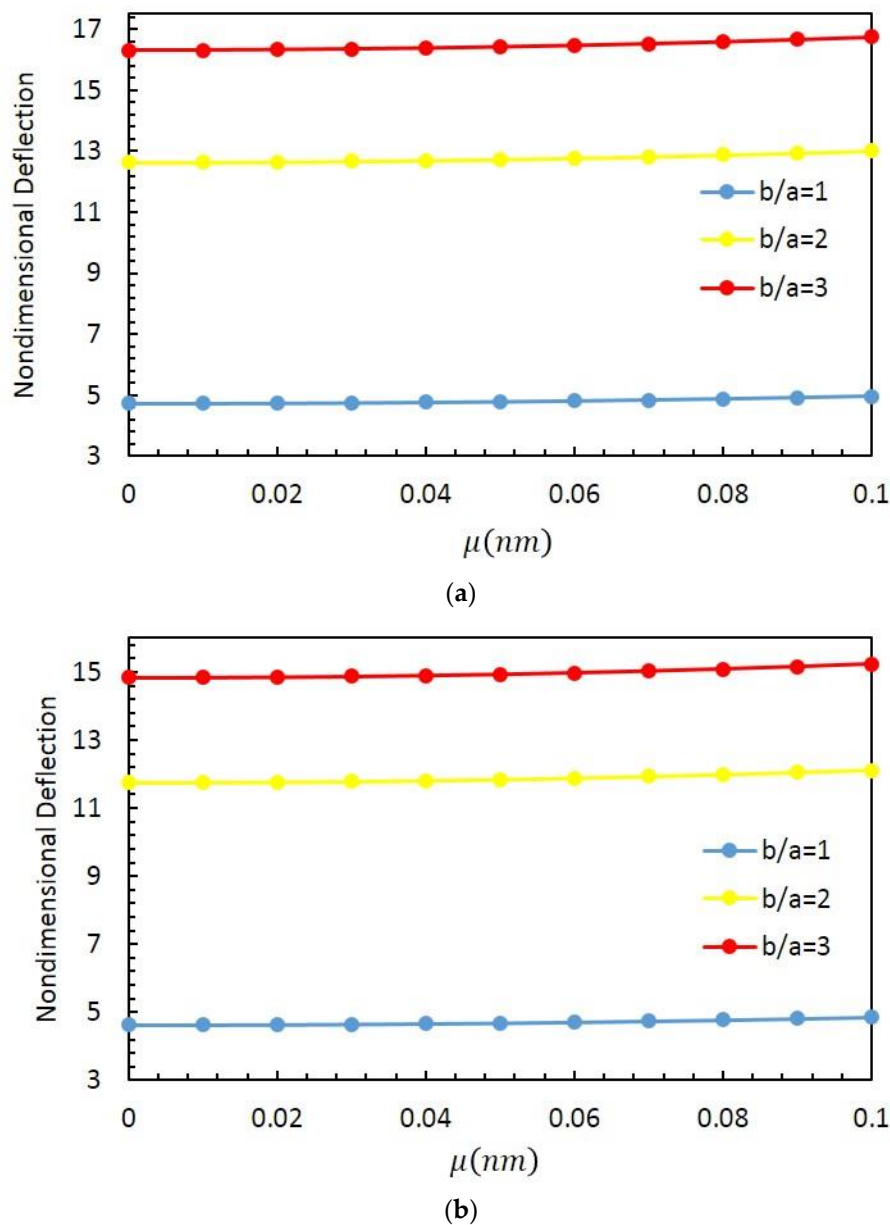 Nondimensional Deflection
17
15
13
11
9
7
5
3
b/a=1
b/a=2
b/a=3
0 0.02 0.04 0.06 0.08 0.1
μ(nm)
(a)
Nondimensional Deflection
15
13
11
9
7
5
3
b/a=1
b/a=2
b/a=3
0 0.02 0.04 0.06 0.08 0.1
μ(nm)
(b)